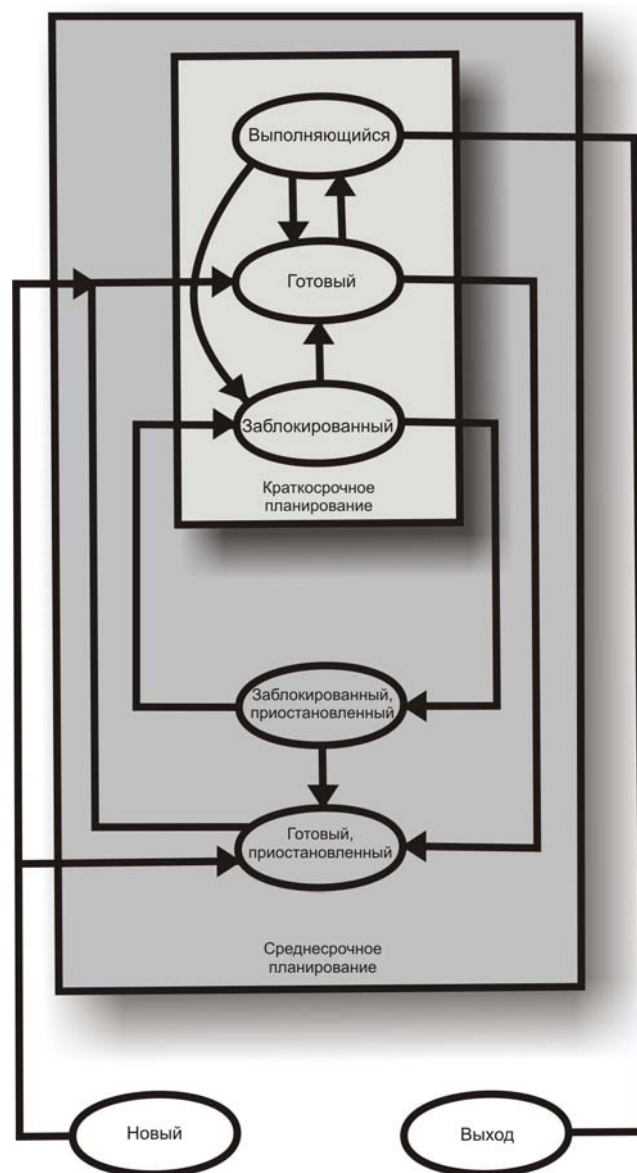 Выполняющийся
Готовый
Заблокированный
Краткосрочное
планирование
Заблокированный,
приостановленный
Готовый,
приостановленный
Среднесрочное
планирование
Новый
Выход